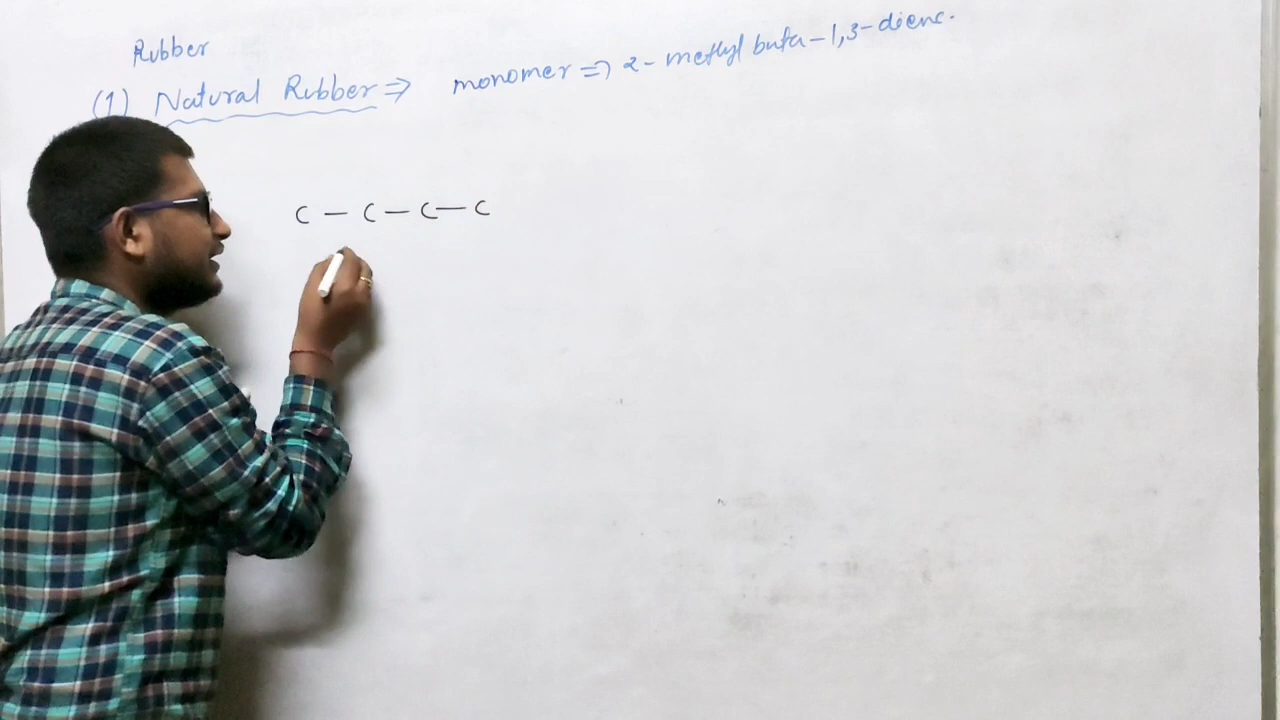 Rubber
(1) Natural Rubber ⇒ monomer ⇒ 2- methyl buta-1,3-diene.
C — C — C — C